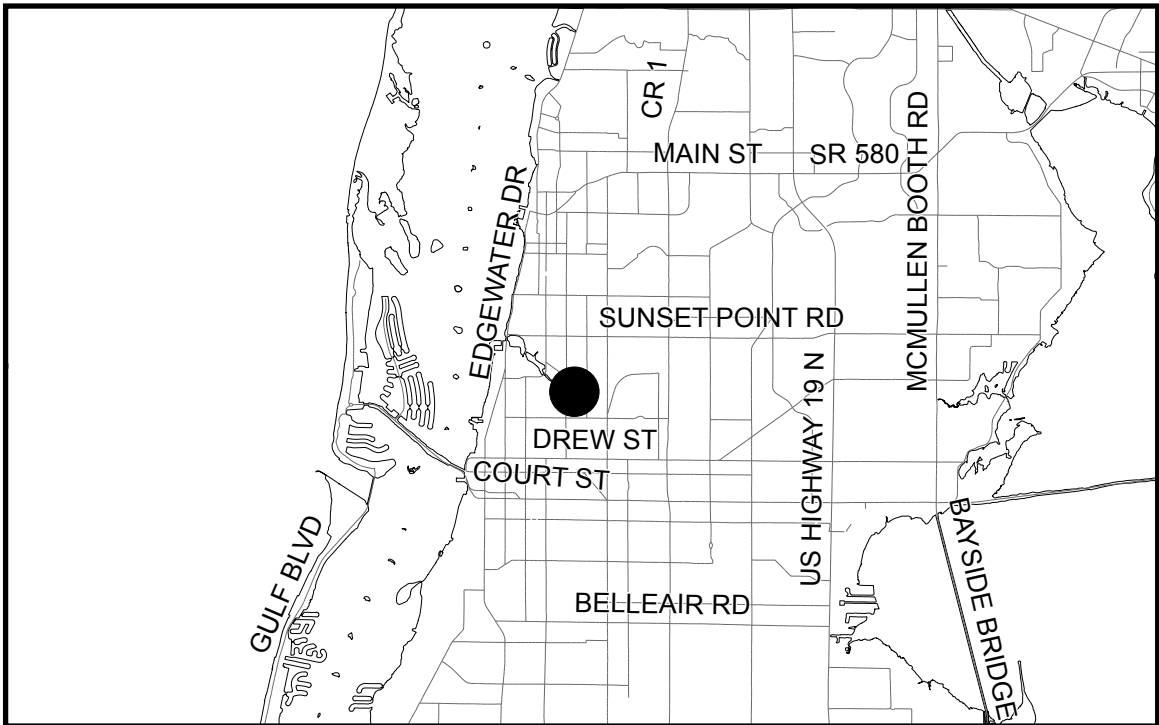 CR 1
MAIN ST
SR 580
MCMULLEN BOOTH RD
EDGEWATER DR
SUNSET POINT RD
US HIGHWAY 19 N
DREW ST
COURT ST
GULF BLVD
BAYSIDE BRIDGE
BELLEAIR RD